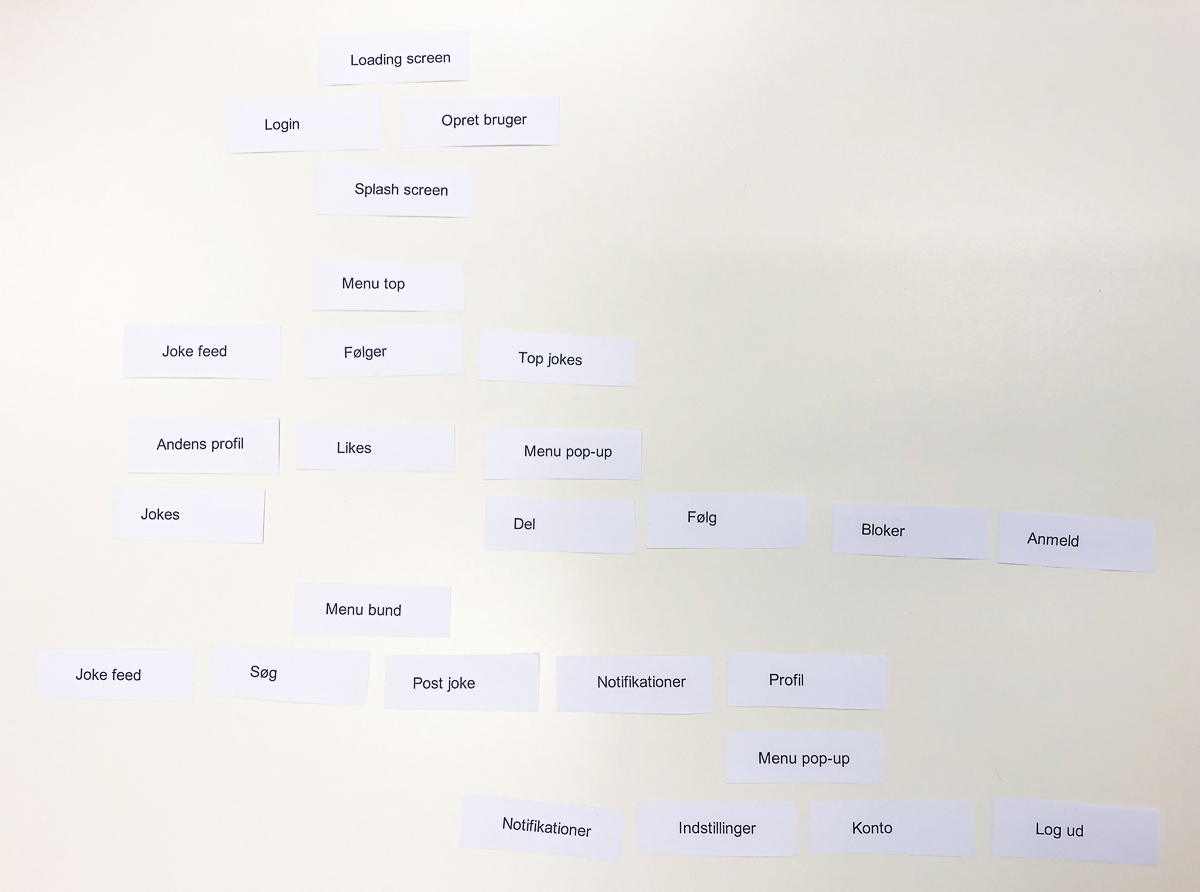 Loading screen
Login
Opret bruger
Splash screen
Menu top
Joke feed
Følger
Top jokes
Andens profil
Likes
Menu pop-up
Jokes
Del
Følg
Bloker
Anmeld
Menu bund
Joke feed
Søg
Post joke
Notifikationer
Profil
Menu pop-up
Notifikationer
Indstillinger
Konto
Log ud